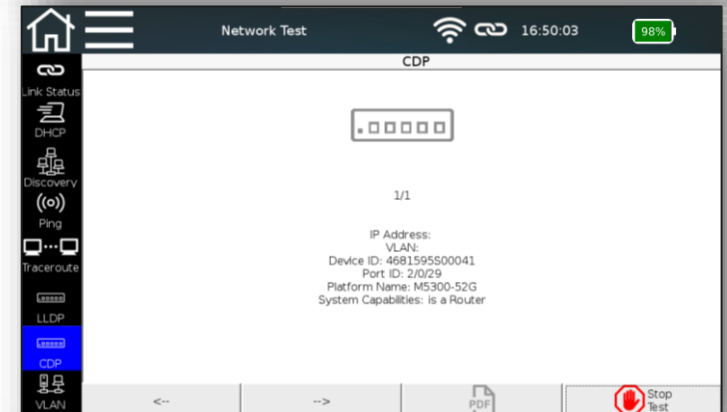 Network Test
16:50:03
98%
CDP
Link Status
DHCP
Discovery
Ping
Traceroute
LLDP
CDP
VLAN
1/1
IP Address:
VLAN:
Device ID: 4681595S00041
Port ID: 2/0/29
Platform Name: M5300-52G
System Capabilities: is a Router
<--
-->
PDF
Stop
Test